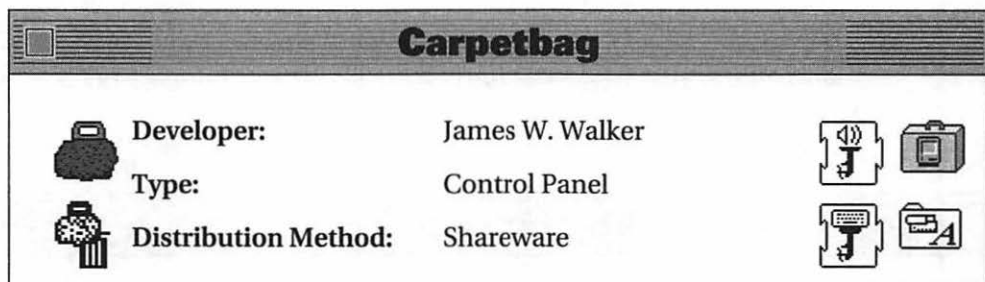 Carpetbag
Developer: James W. Walker
Type: Control Panel
Distribution Method: Shareware
A